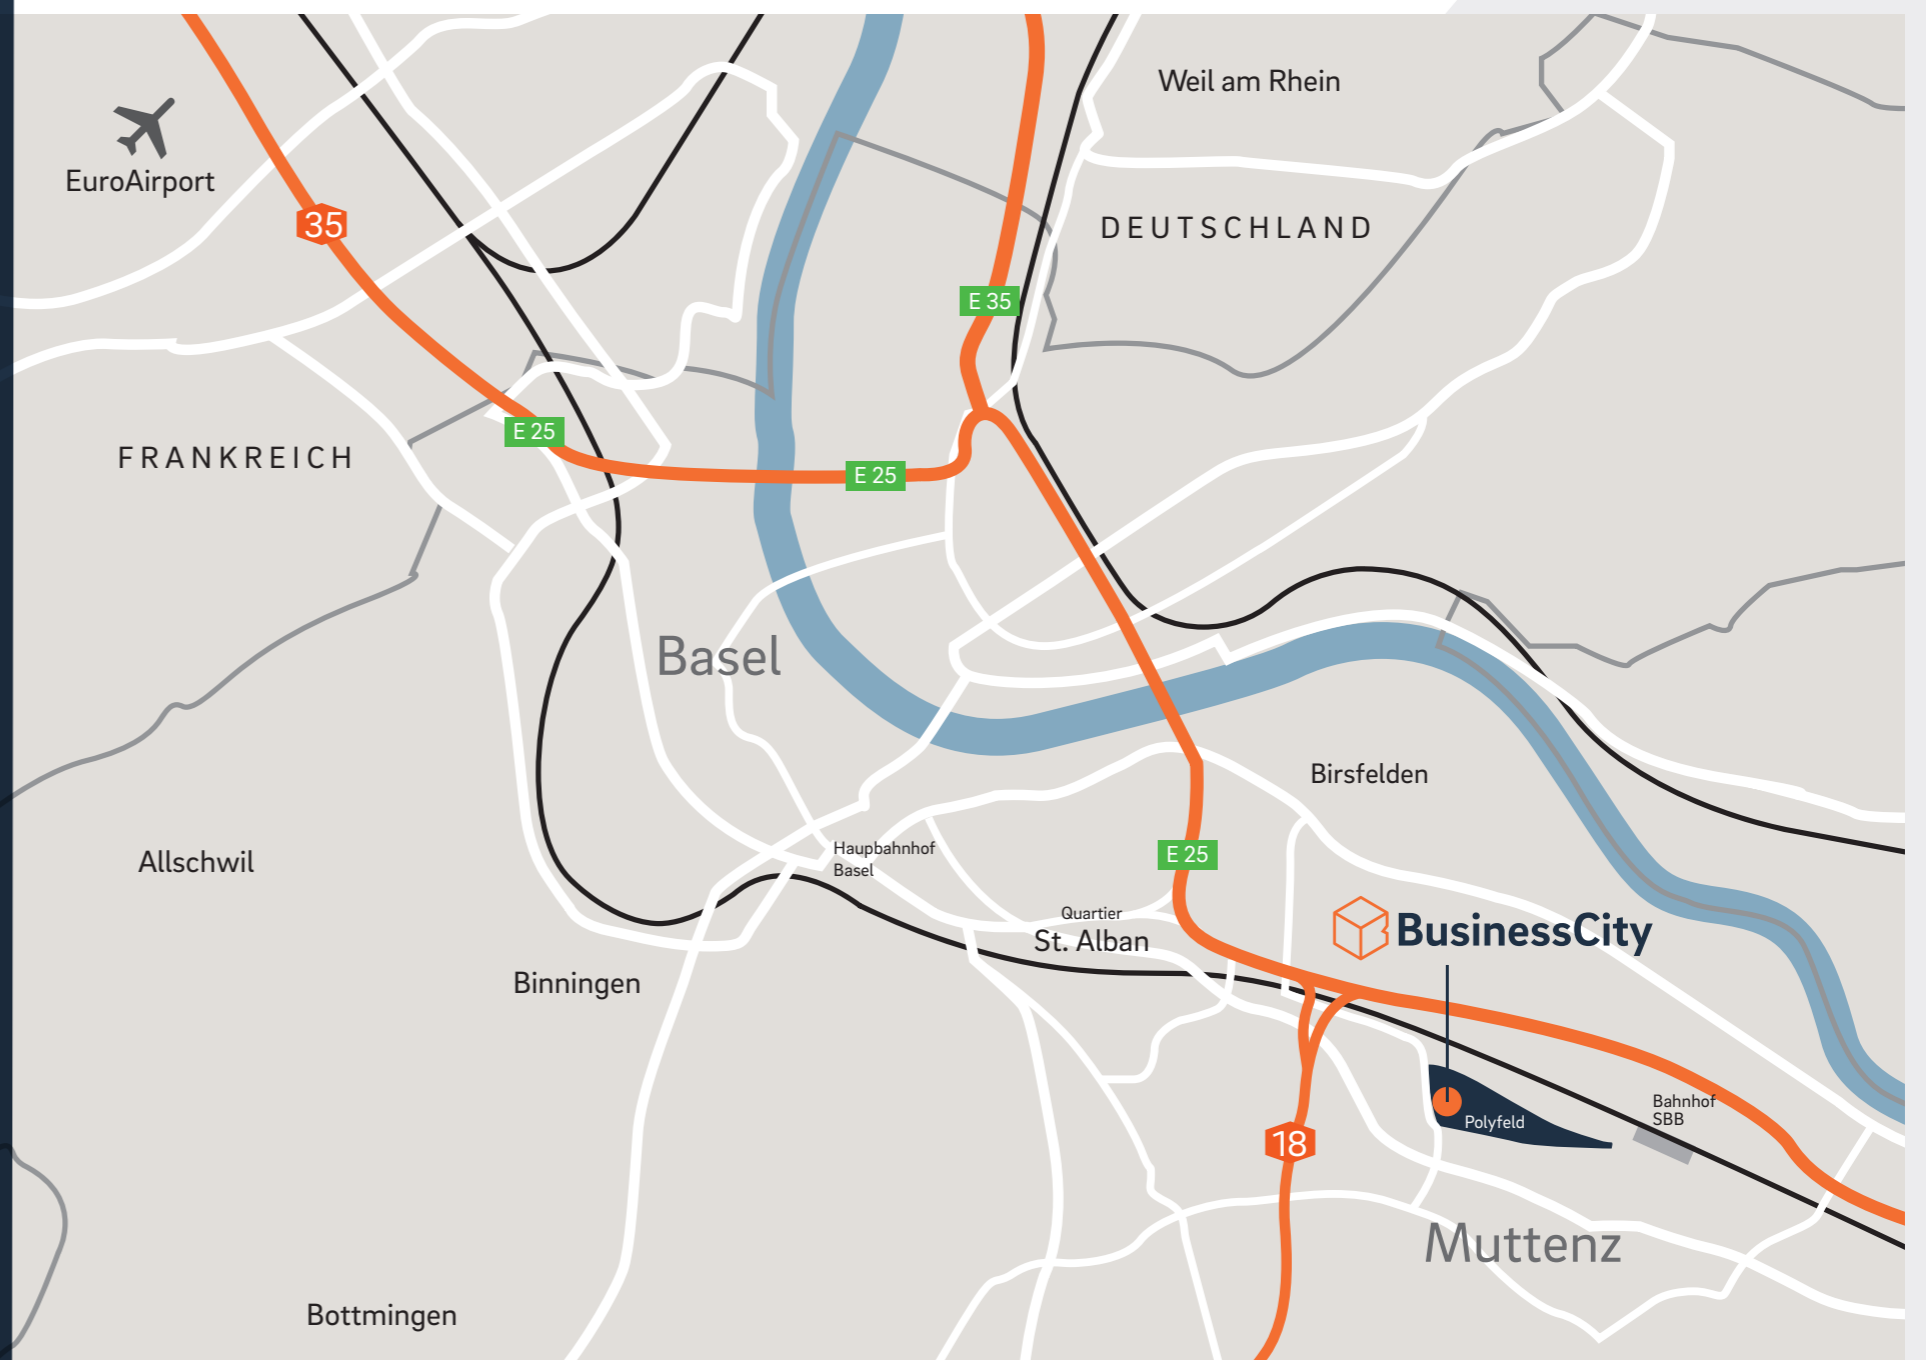 Weil am Rhein
EuroAirport
35
DEUTSCHLAND
E 35
E 25
FRANKREICH
E 25
Basel
Birsfelden
Allschwil
Haupbahnhof
Basel
E 25
Quartier
St. Alban
BusinessCity
Binningen
Polyfeld
Bahnhof
SBB
18
Muttenz
Bottmingen